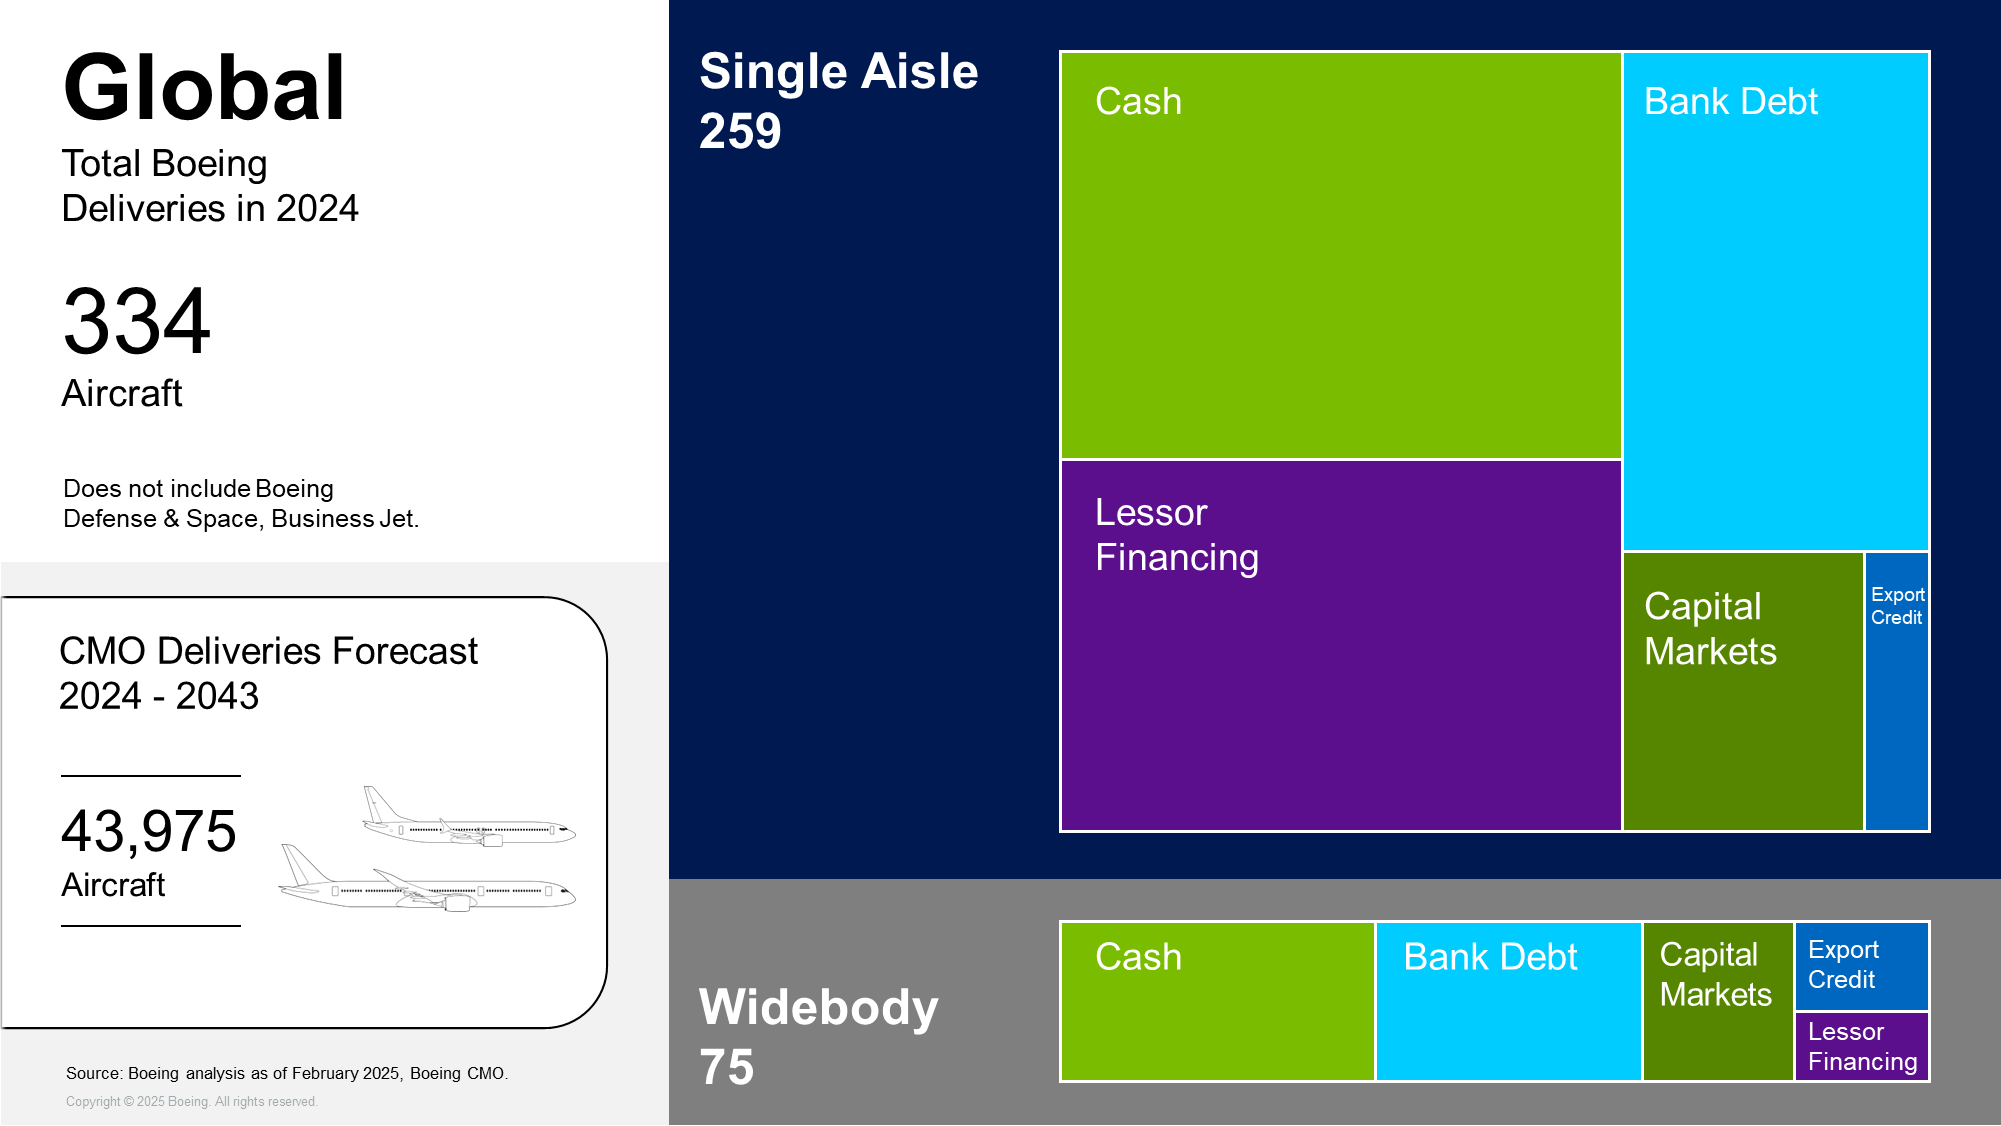 Global
Total Boeing
Deliveries in 2024
334
Aircraft
Does not include Boeing
Defense & Space, Business Jet.
CMO Deliveries Forecast
2024 - 2043
43,975
Aircraft
Source: Boeing analysis as of February 2025, Boeing CMO.
Copyright © 2025 Boeing. All rights reserved.
Single Aisle
259
Cash
Bank Debt
Lessor
Financing
Capital
Markets
Export
Credit
Widebody
75
Cash
Bank Debt
Capital
Markets
Export
Credit
Lessor
Financing